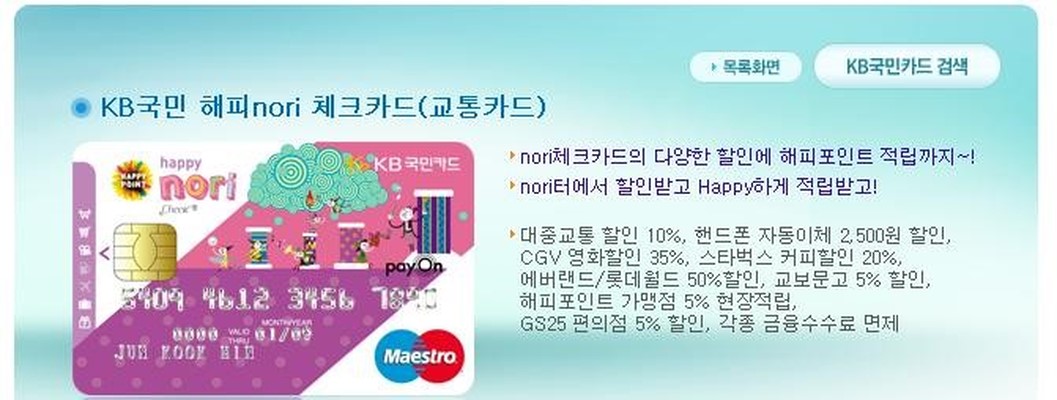 목록화면
KB국민카드 검색
KB국민 해피nori 체크카드(교통카드)
nori체크카드의 다양한 할인에 해피포인트 적립까지~!
nori터에서 할인받고 Happy하게 적립받고!
대중교통 할인 10%, 핸드폰 자동이체 2,500원 할인,
CGV 영화할인 35%, 스타벅스 커피할인 20%,
에버랜드/롯데월드 50%할인, 교보문고 5% 할인,
해피포인트 가맹점 5% 현장적립,
GS25 편의점 5% 할인, 각종 금융수수료 면제
KB국민카드
HAPPY POINT
happy
nori
Check
payOn
5409 4612 3456 7890
MONTH/YEAR
0000 VALID THRU 01/09
JUN KOOK MIN
Maestro